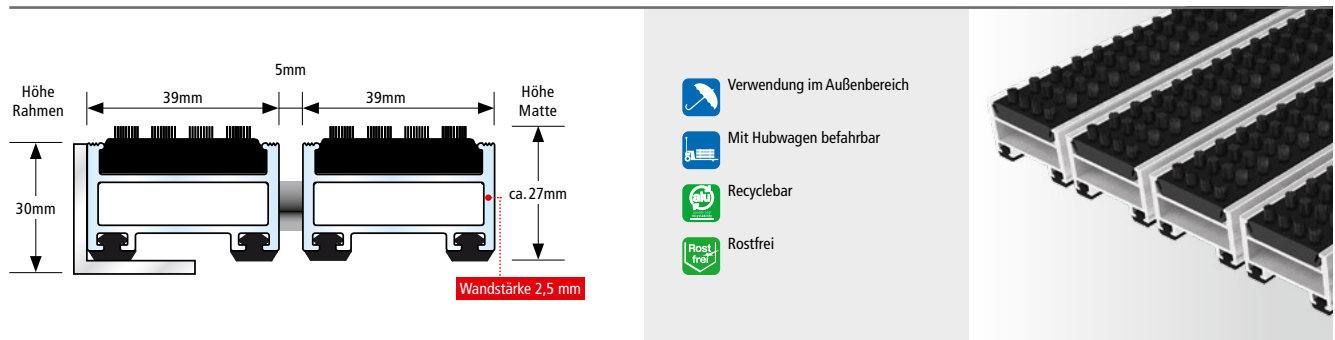 5mm
Höhe
Rahmen
39mm
39mm
Höhe
Matte
30mm
ca.27mm
Wandstärke 2,5 mm
Verwendung im Außenbereich
Mit Hubwagen befahrbar
alu
Recyclebar
Rost
frei
Rostfrei